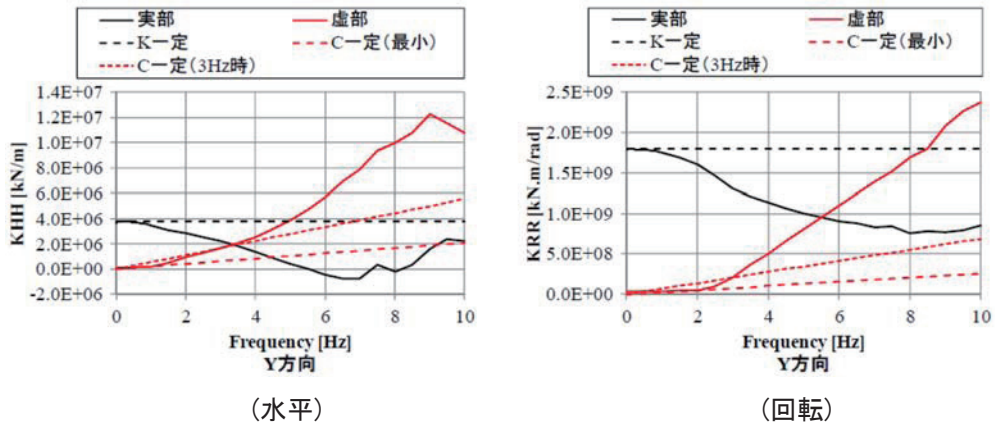 実部 虚部
K一定 C一定(最小)
C一定(3Hz時)
KHH [kN/m]
1.4E+07
1.2E+07
1.0E+07
8.0E+06
6.0E+06
4.0E+06
2.0E+06
0.0E+00
-2.0E+06
0 2 4 6 8 10
Frequency [Hz]
Y方向
(水平)
実部 虚部
K一定 C一定(最小)
C一定(3Hz時)
KRR [kN.m/rad]
2.5E+09
2.0E+09
1.5E+09
1.0E+09
5.0E+08
0.0E+00
0 2 4 6 8 10
Frequency [Hz]
Y方向
(回転)